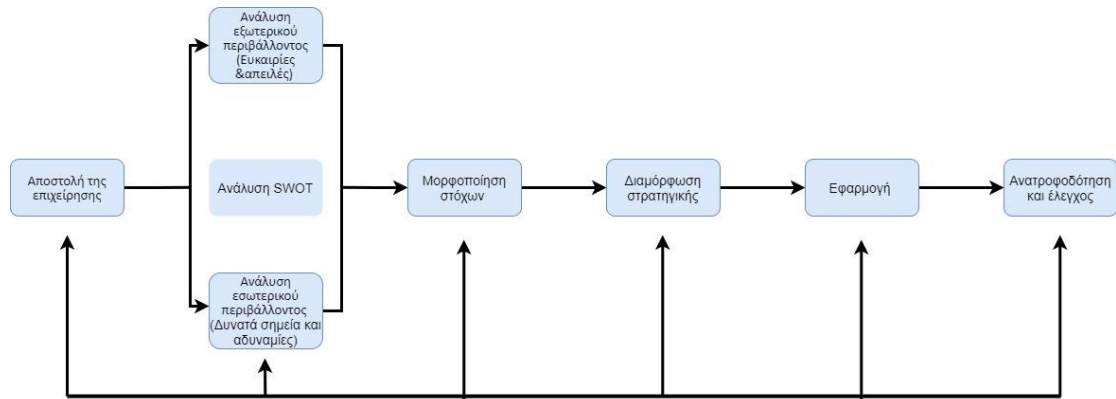 Ανάλυση
εξωτερικού
περιβάλλοντος
(Ευκαιρίες
&απειλές)
Αποστολή της
επιχείρησης
Ανάλυση SWOT
Μορφοποίηση
στόχων
Διαμόρφωση
στρατηγικής
Εφαρμογή
Ανατροφοδότηση
και έλεγχος
Ανάλυση
εσωτερικού
περιβάλλοντος
(Δυνατά σημεία και
αδυναμίες)